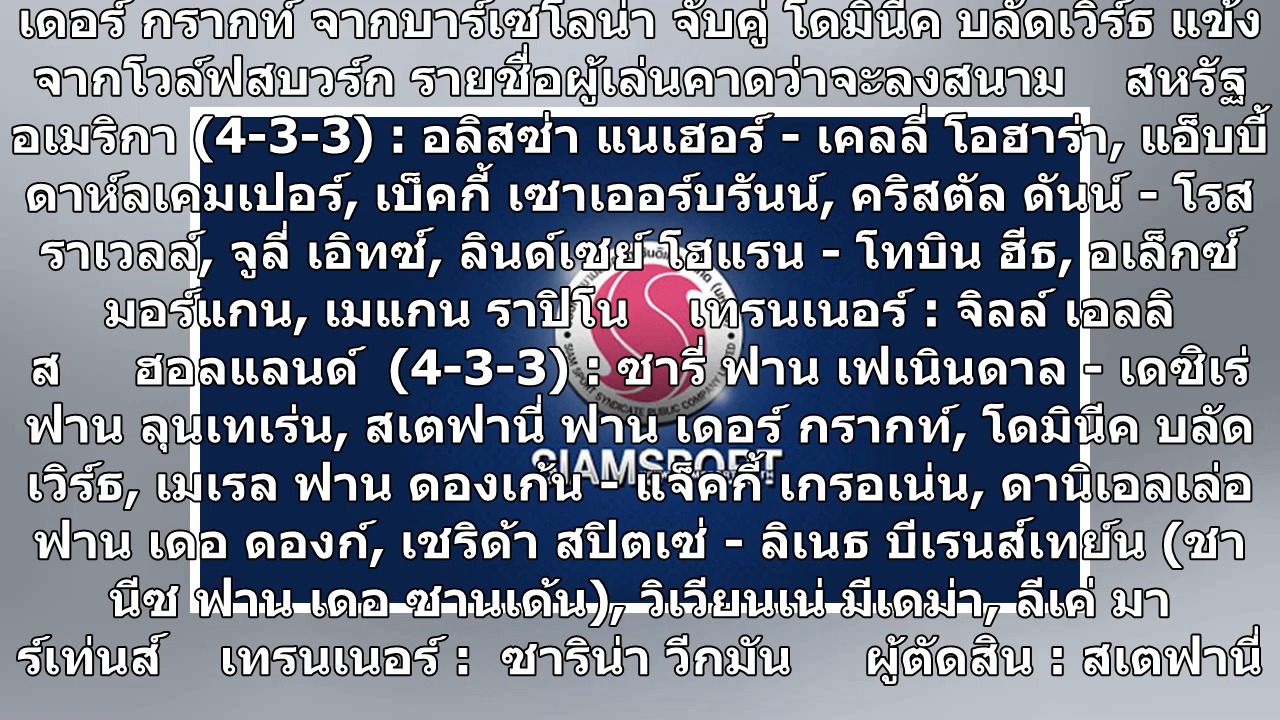 เดอร์ กรากท์ จากบาร์เซโลน่า จับคู่ โดมินีค บลัดเวิร์ธ แข้ง
จากโวล์ฟสบวร์ก รายชื่อผู้เล่นคาดว่าจะลงสนาม สหรัฐ
อเมริกา (4-3-3) : อลิสซ่า แนเฮอร์ - เคลลี่ โอฮาร่า, แอ็บบี้
ดาห์ลเคมเปอร์, เบ็คกี้ เซาเออร์บรันน์, คริสตัล ดันน์ - โรส
ราเวลล์, จูลี่ เอิทซ์, ลินด์เซย์ โฮแรน - โทบิน ฮีธ, อเล็กซ์
มอร์แกน, เมแกน ราปิโน เทรนเนอร์ : จิลล์ เอลลิ
ส ฮอลแลนด์ (4-3-3) : ซารี่ ฟาน เฟเนินดาล - เดซิเร่
ฟาน ลุนเทเร่น, สเตฟานี่ ฟาน เดอร์ กรากท์, โดมินีค บลัด
เวิร์ธ, เมเรล ฟาน ดองเก้น - แจ็คกี้ เกรอเน่น, ดานิเอลเล่อ
ฟาน เดอ ดองก์, เชริด้า สปิตเซ่ - ลิเนธ บีเรนส์เทย์น (ชา
นีซ ฟาน เดอ ซานเด้น), วิเวียนเน่ มีเดม่า, ลีเค่ มา
ร์เท่นส์ เทรนเนอร์ : ซาริน่า วีกมัน ผู้ตัดสิน : สเตฟานี่
SIAM SPORT SYNDICATE PUBLIC COMPANY LIMITED
SIAMSPORT